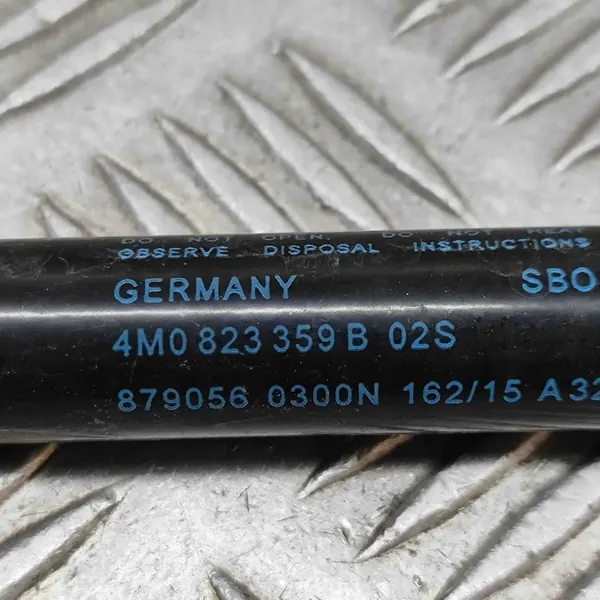 DO NOT OPEN. DO NOT HEAT
OBSERVE DISPOSAL INSTRUCTIONS
GERMANY SBO
4M0 823 359 B 02S
879056 0300N 162/15 A32